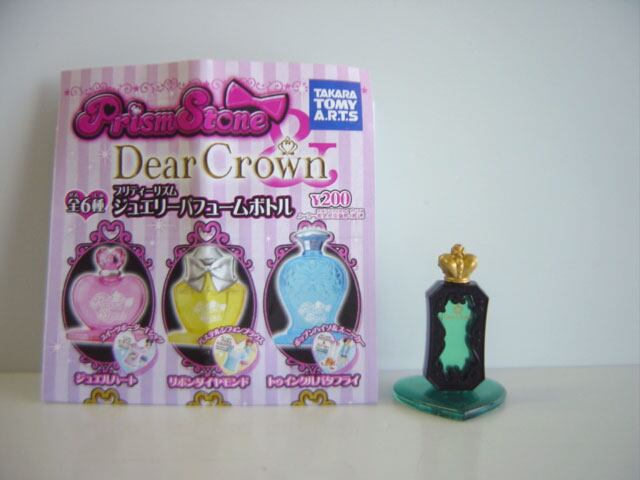 PrismStone
&
TAKARA
TOMY
A.R.T.S
Dear Crown
全6種
プリティーリズム
ジュエリーパフュームボトル
¥200
ジュエルハート
リボンダイヤモンド
トゥインクルバタフライ